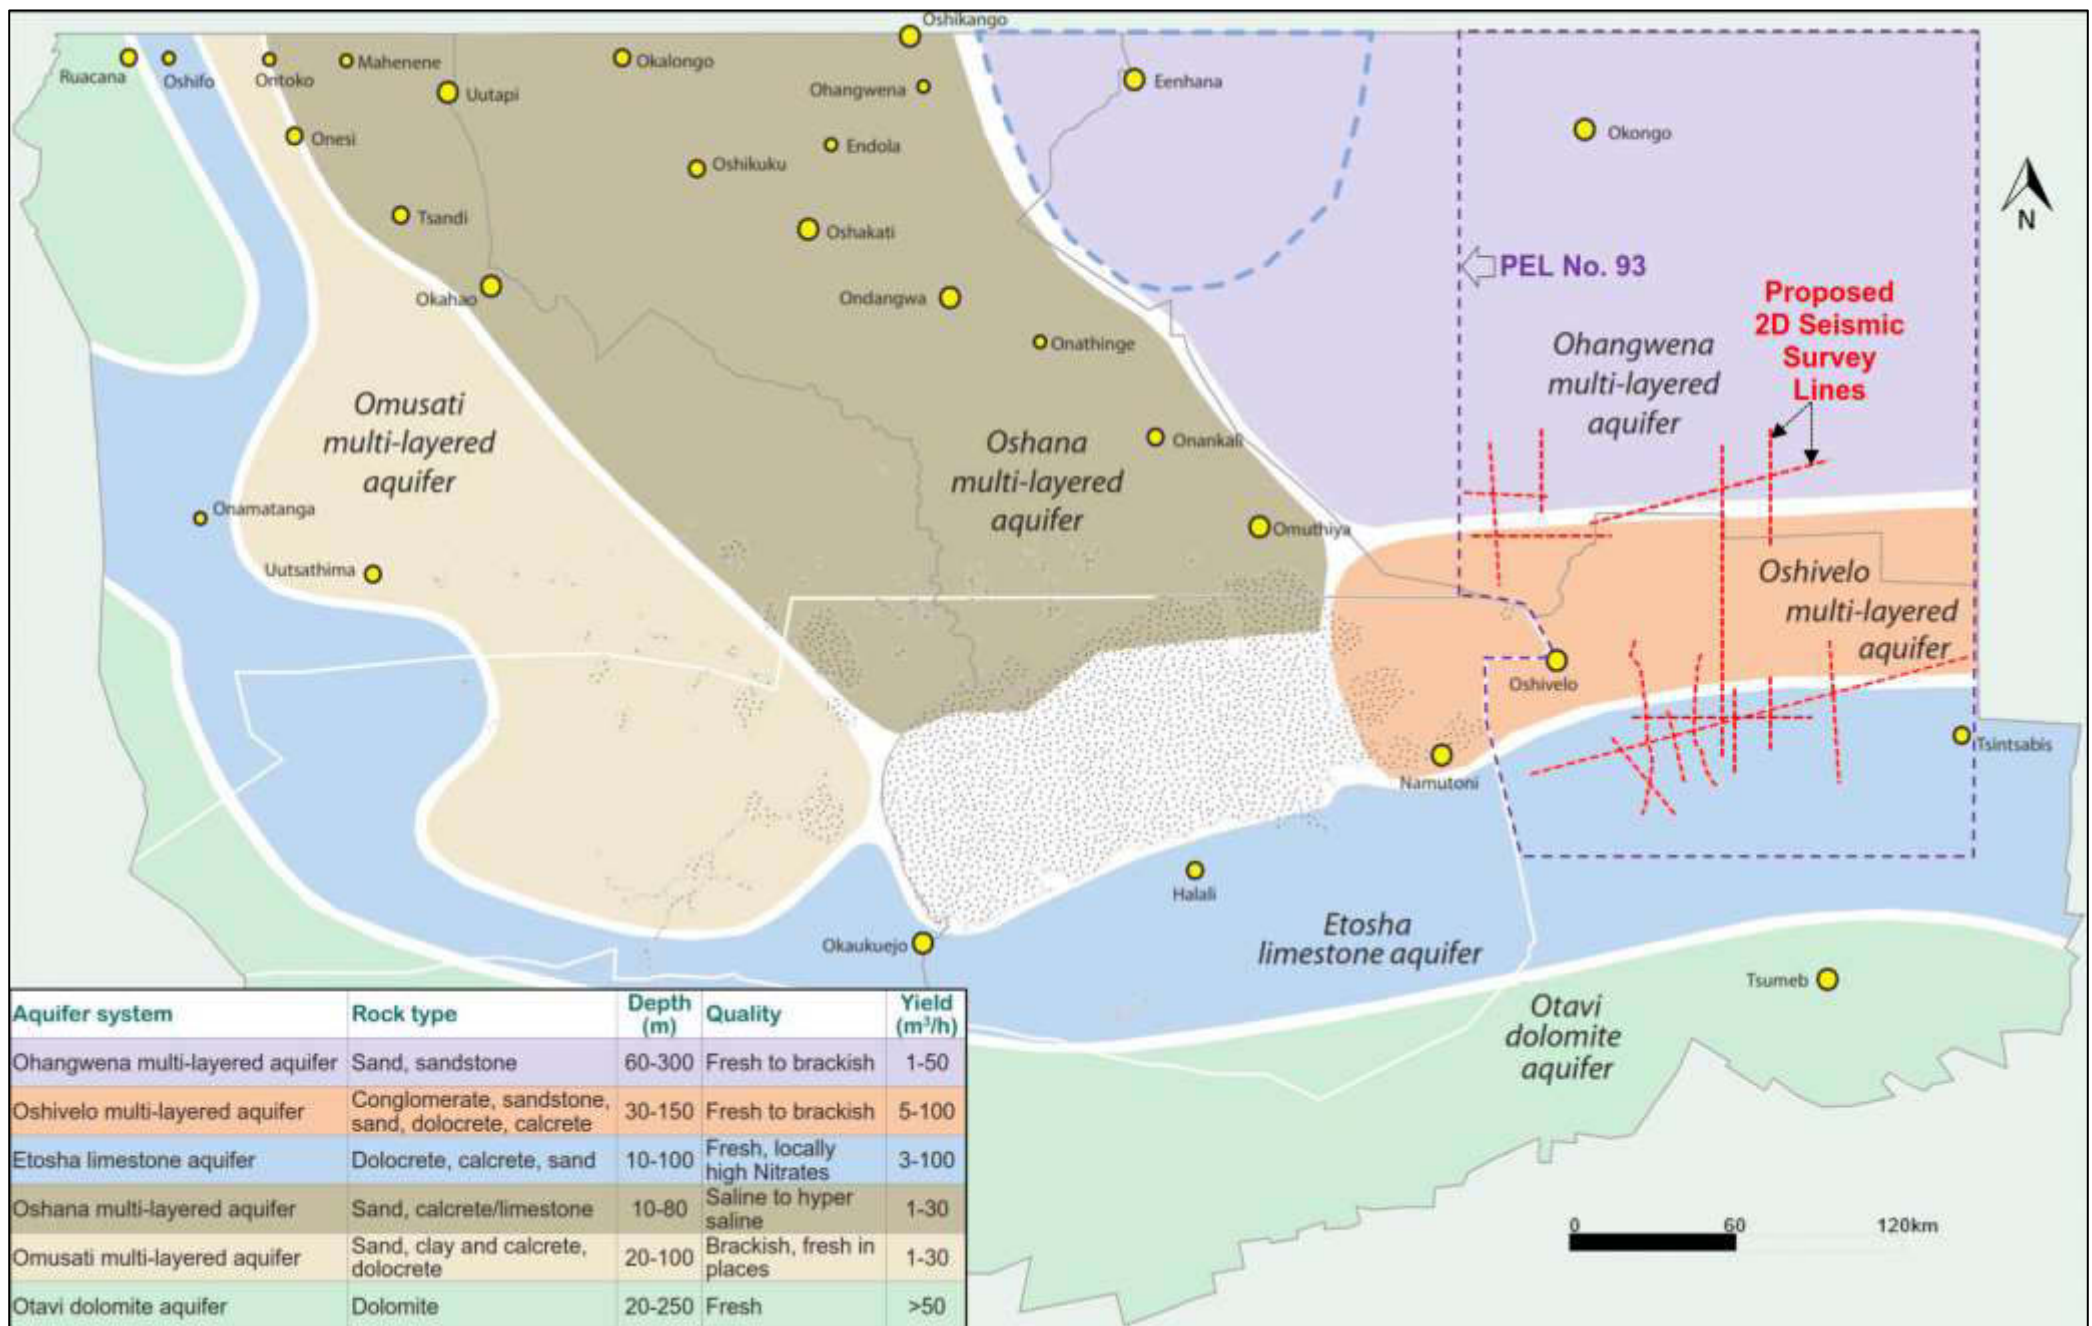 Oshikango
Ruacana
Oshifo
Ontoko
Mahenene
Uutapi
Okalongo
Ohangwena
Eenhana
Okongo
Onesi
Endola
Oshikuku
Tsandi
Oshakati
N
PEL No. 93
Okahao
Ondangwa
Onathinge
Proposed
2D Seismic
Survey
Lines
Ohangwena
multi-layered
aquifer
Omusati
multi-layered
aquifer
Oshana
multi-layered
aquifer
Onankali
Onamatanga
Omuthiya
Uutsathima
Oshivelo
multi-layered
aquifer
Oshivelo
Tsintsabis
Namutoni
Halali
Okaukuejo
Etosha
limestone aquifer
Tsumeb
Otavi
dolomite
aquifer
0 60 120km
Aquifer system Rock type Depth (m) Quality Yield (m³/h)
Ohangwena multi-layered aquifer Sand, sandstone 60-300 Fresh to brackish 1-50
Oshivelo multi-layered aquifer Conglomerate, sandstone, sand, dolocrete, calcrete 30-150 Fresh to brackish 5-100
Etosha limestone aquifer Dolocrete, calcrete, sand 10-100 Fresh, locally high Nitrates 3-100
Oshana multi-layered aquifer Sand, calcrete/limestone 10-80 Saline to hyper saline 1-30
Omusati multi-layered aquifer Sand, clay and calcrete, dolocrete 20-100 Brackish, fresh in places 1-30
Otavi dolomite aquifer Dolomite 20-250 Fresh >50